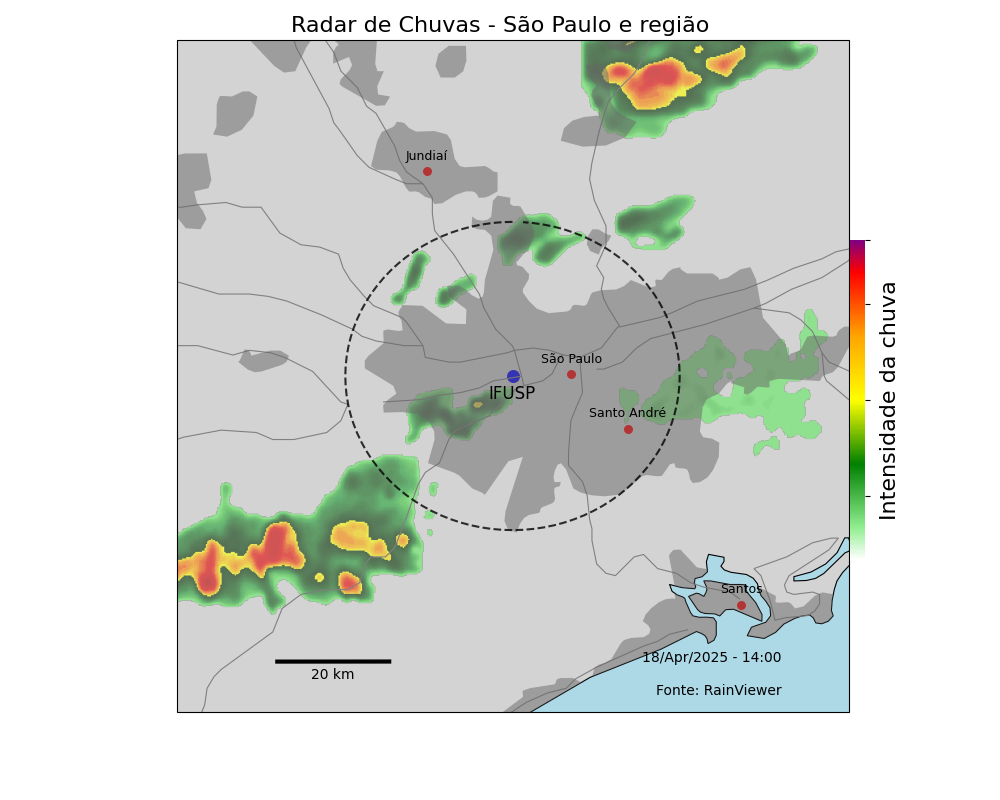 Radar de Chuvas - São Paulo e região
Jundiaí
São Paulo
IFUSP
Santo André
Intensidade da chuva
Santos
18/Apr/2025 - 14:00
20 km
Fonte: RainViewer